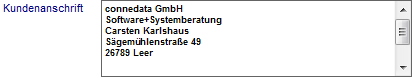 Kundenanschrift
connedata GmbH
Software+Systemberatung
Carsten Karlshaus
Sägemühlenstraße 49
26789 Leer